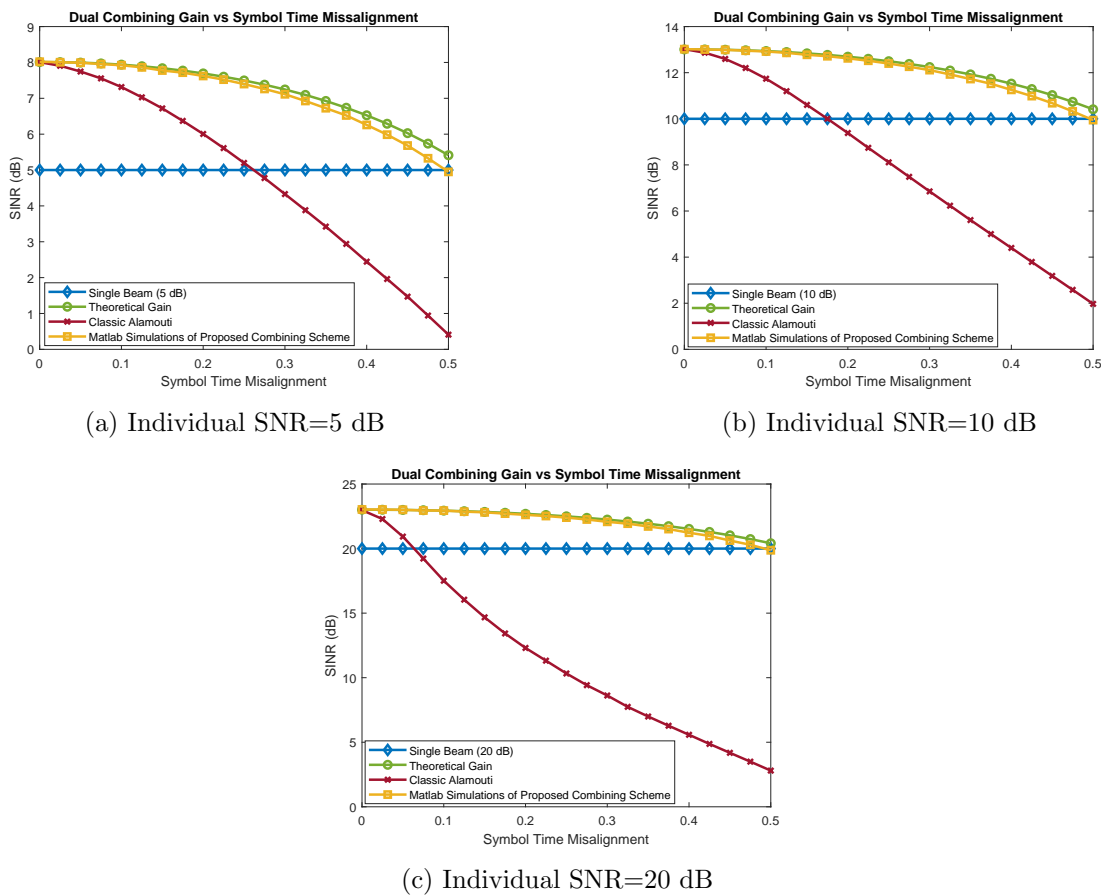 Dual Combining Gain vs Symbol Time Missalignment
9
8
7
6
5
4
3
2
1
0
SINR (dB)
Single Beam (5 dB)
Theoretical Gain
Classic Alamouti
Matlab Simulations of Proposed Combining Scheme
0 0.1 0.2 0.3 0.4 0.5
Symbol Time Misalignment
(a) Individual SNR=5 dB
Dual Combining Gain vs Symbol Time Missalignment
14
12
10
8
6
4
2
0
SINR (dB)
Single Beam (10 dB)
Theoretical Gain
Classic Alamouti
Matlab Simulations of Proposed Combining Scheme
0 0.1 0.2 0.3 0.4 0.5
Symbol Time Misalignment
(b) Individual SNR=10 dB
Dual Combining Gain vs Symbol Time Missalignment
25
20
15
10
5
0
SINR (dB)
Single Beam (20 dB)
Theoretical Gain
Classic Alamouti
Matlab Simulations of Proposed Combining Scheme
0 0.1 0.2 0.3 0.4 0.5
Symbol Time Misalignment
(c) Individual SNR=20 dB